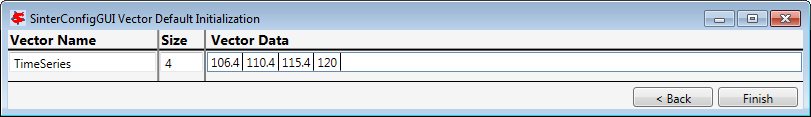 SinterConfigGUI Vector Default Initialization
Vector Name Size Vector Data
TimeSeries 4 106.4 110.4 115.4 120
< Back Finish